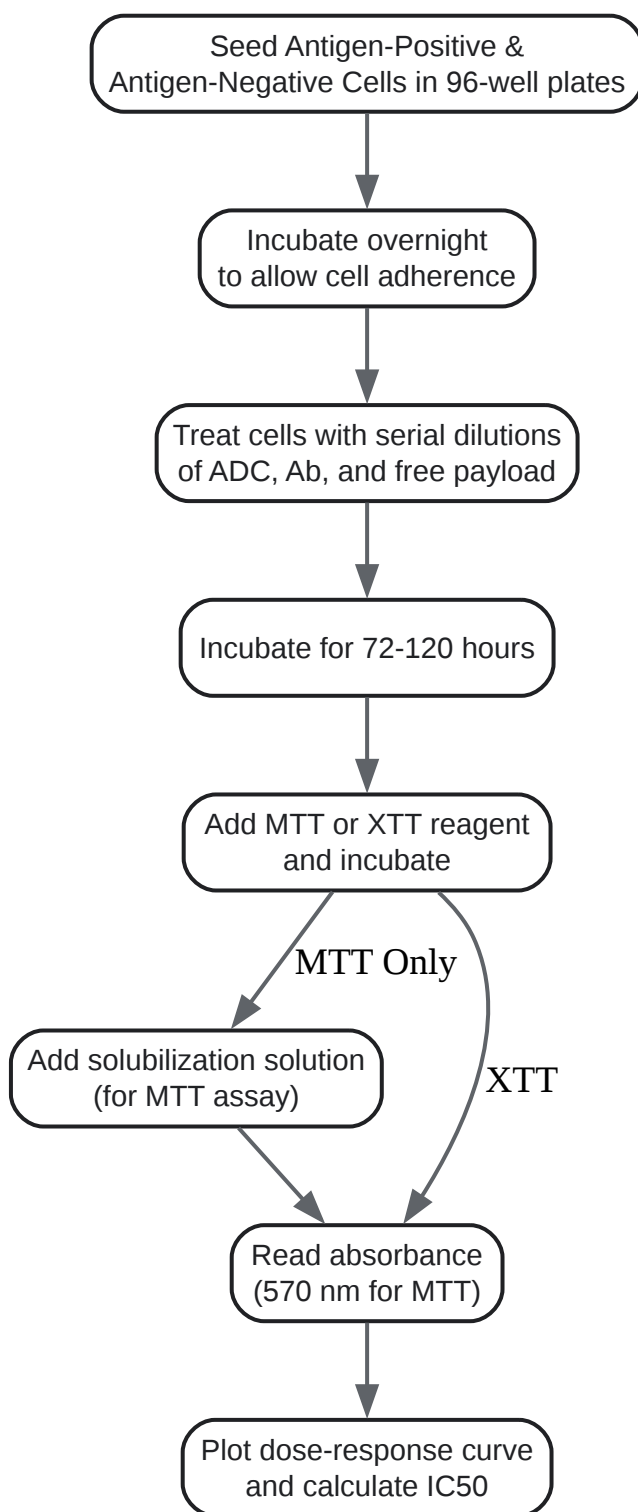 Seed Antigen-Positive &
Antigen-Negative Cells in 96-well plates
Incubate overnight
to allow cell adherence
Treat cells with serial dilutions
of ADC, Ab, and free payload
Incubate for 72-120 hours
Add MTT or XTT reagent
and incubate
MTT Only
Add solubilization solution
(for MTT assay)
XTT
Read absorbance
(570 nm for MTT)
Plot dose-response curve
and calculate IC50